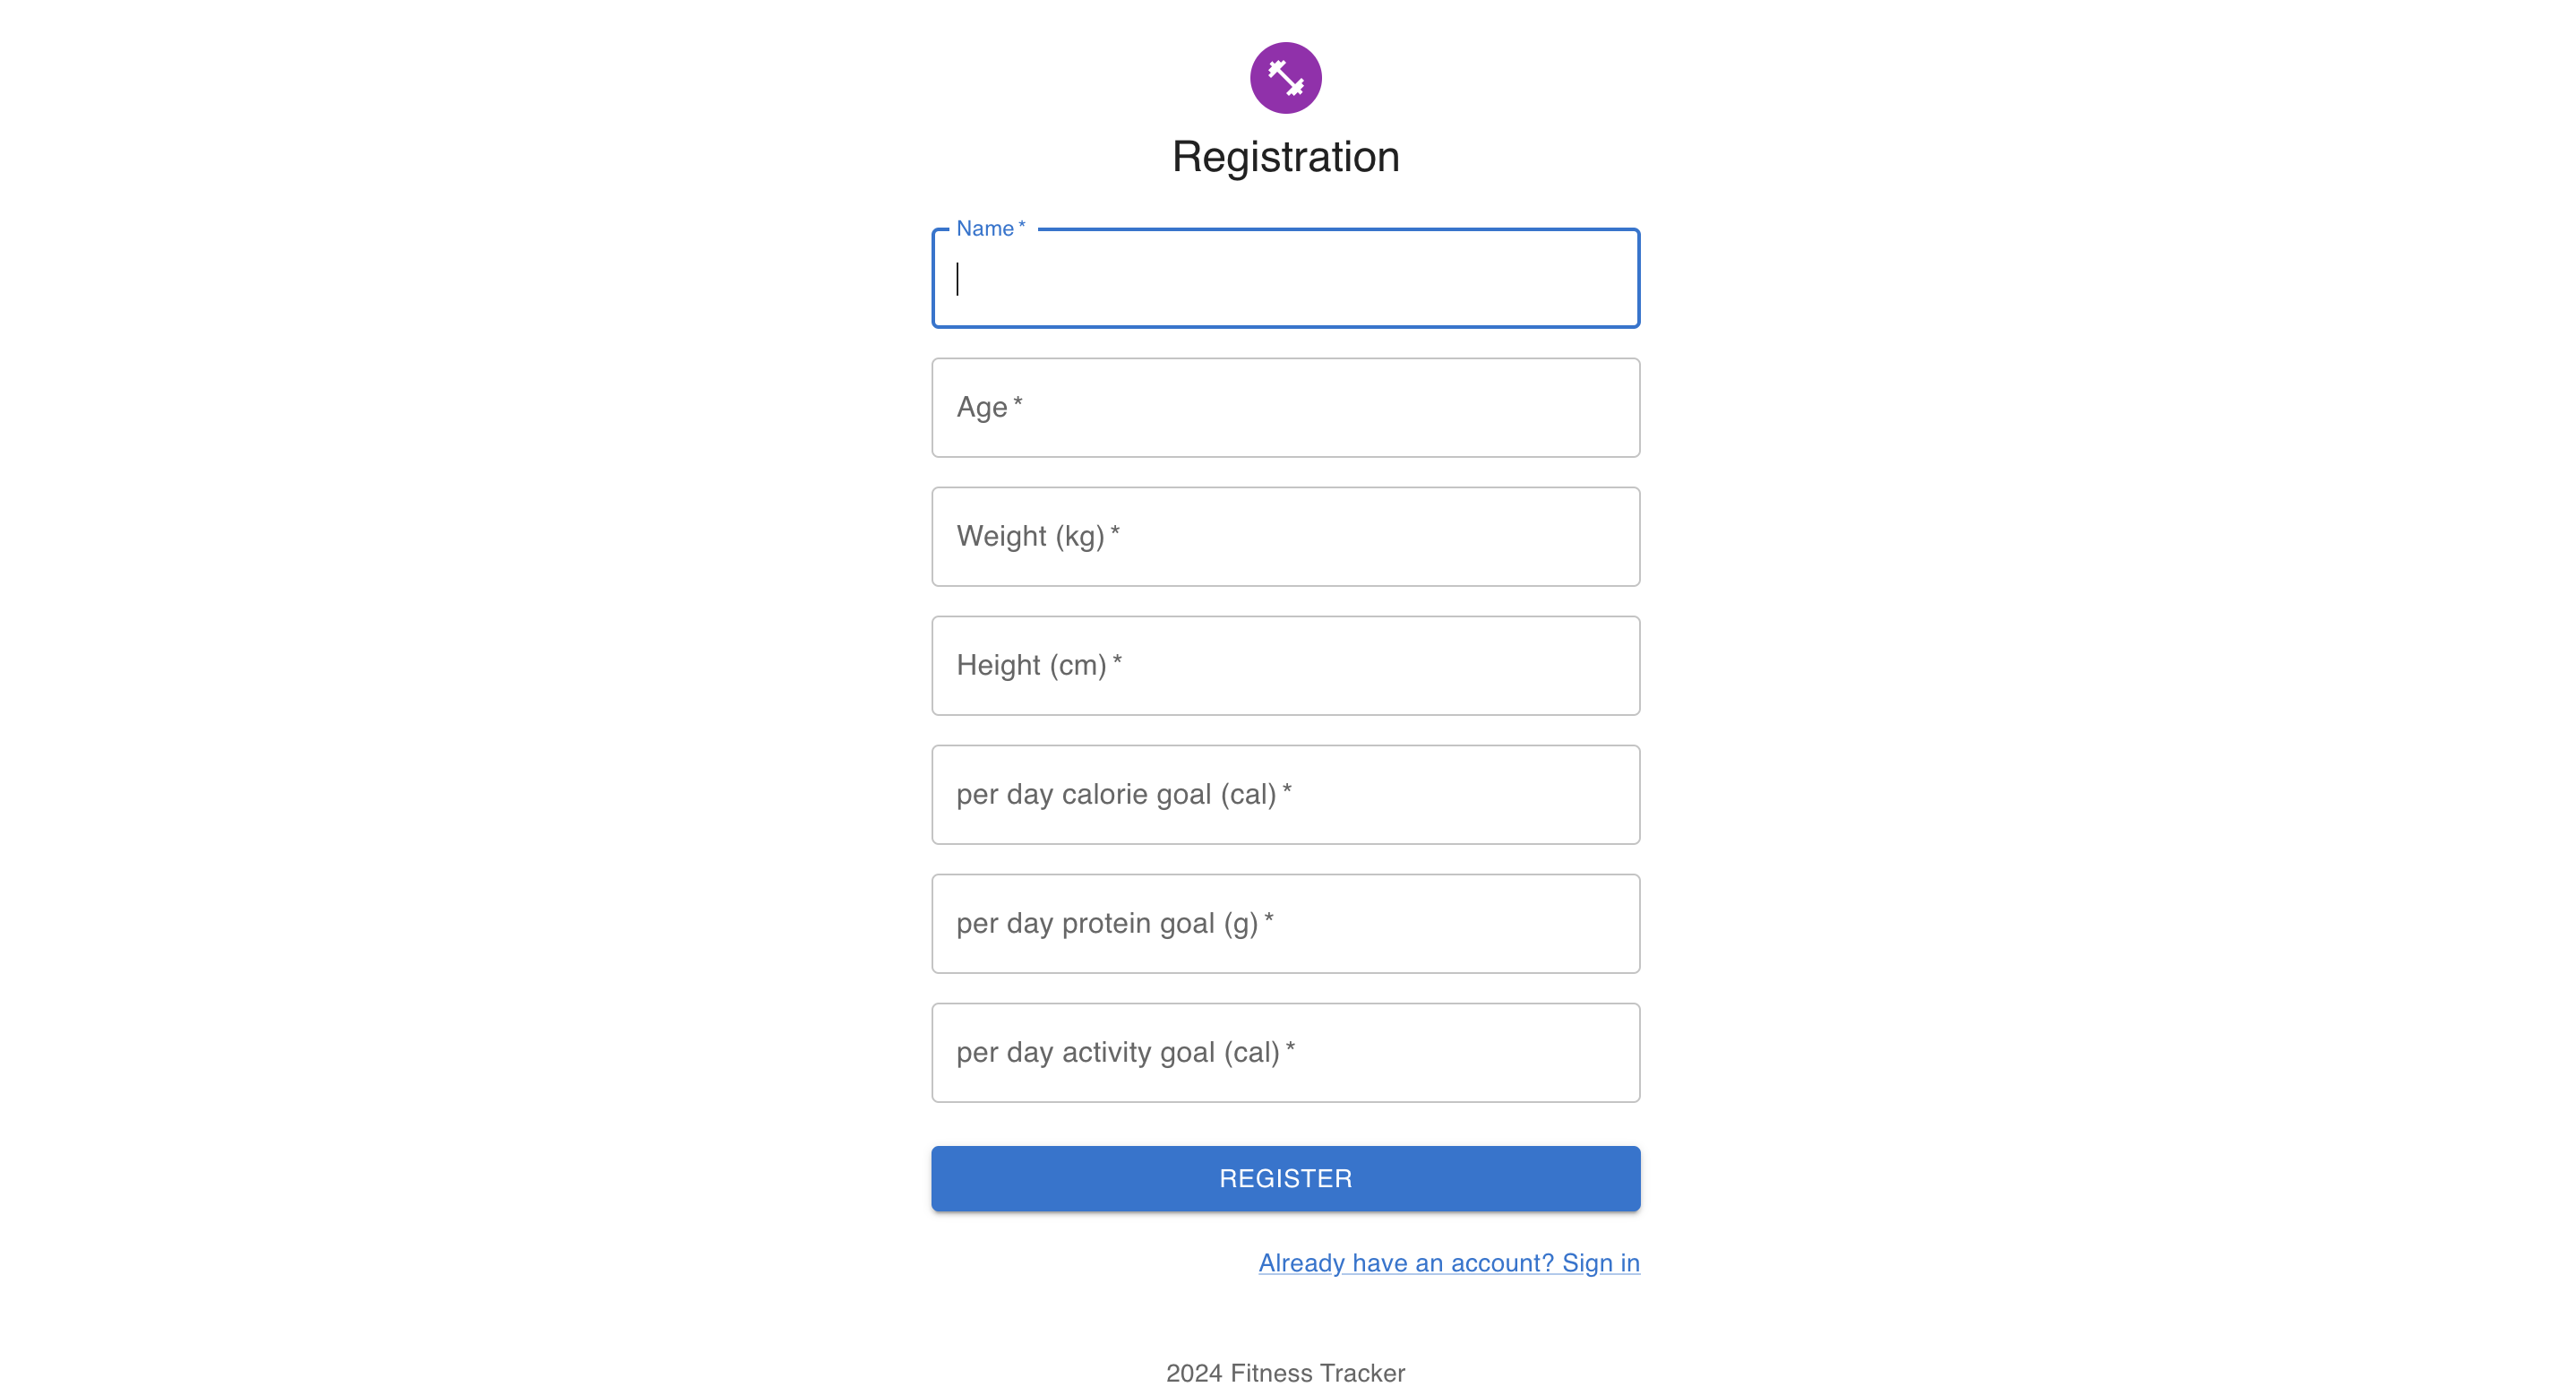 Registration
Name *
Age *
Weight (kg) *
Height (cm) *
per day calorie goal (cal) *
per day protein goal (g) *
per day activity goal (cal) *
REGISTER
Already have an account? Sign in
2024 Fitness Tracker